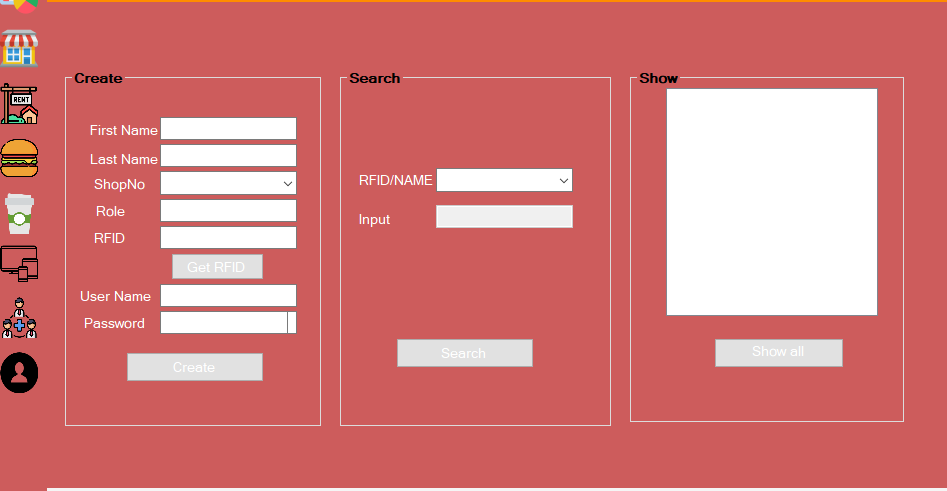 RENT
Create
First Name
Last Name
ShopNo
Role
RFID
Get RFID
User Name
Password
Create
Search
RFID/NAME
Input
Search
Show
Show all